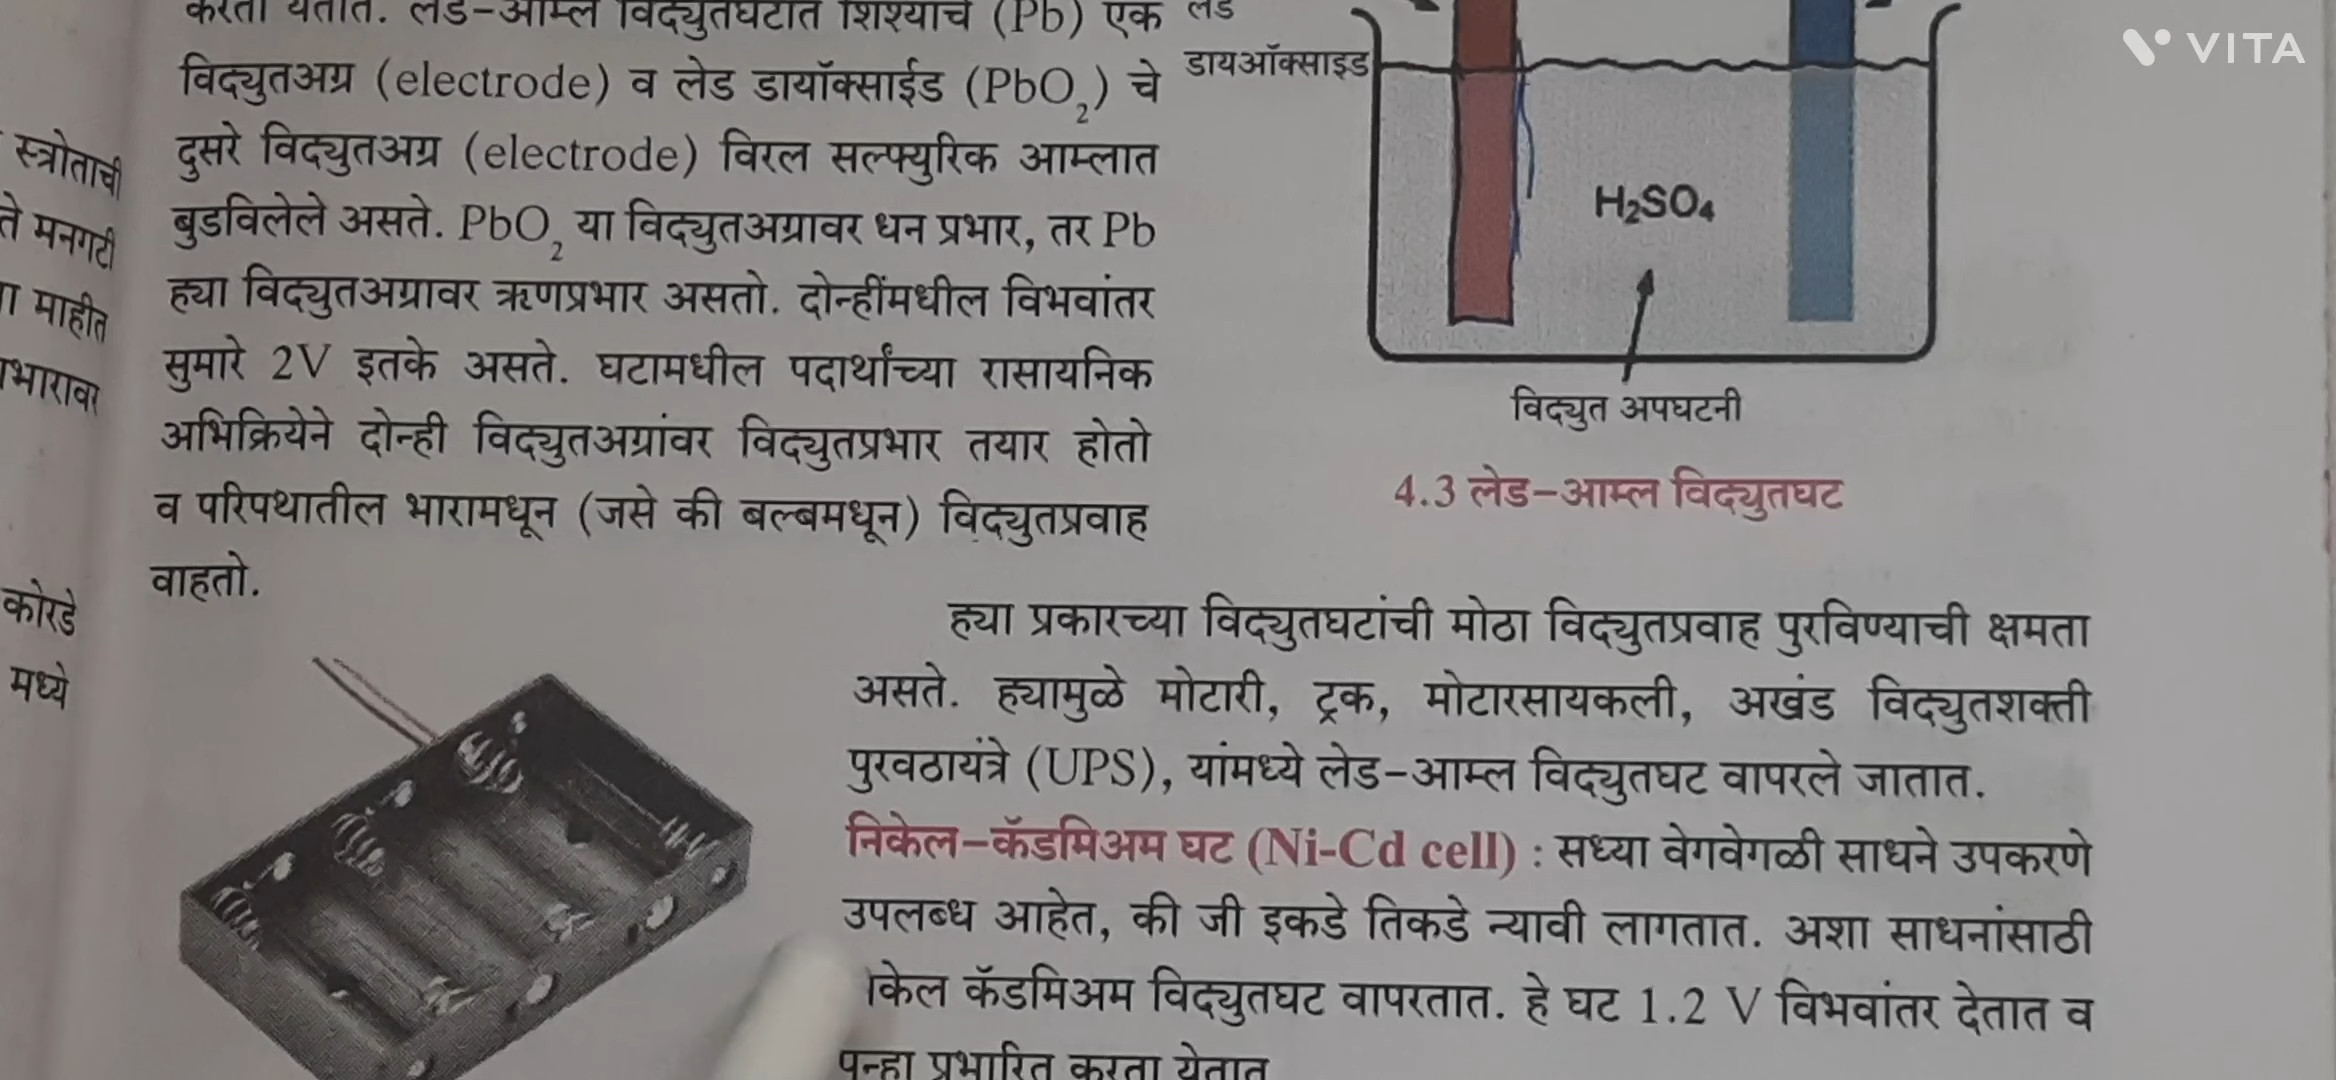 करता येतात. लेड-आम्ल विद्युतघटात शिश्याचे (Pb) एक
विद्युतअग्र (electrode) व लेड डायॉक्साईड (PbO₂) चे
दुसरे विद्युतअग्र (electrode) विरल सल्फ्युरिक आम्लात
बुडविलेले असते. PbO₂ या विद्युतअग्रावर धन प्रभार, तर Pb
ह्या विद्युतअग्रावर ऋणप्रभार असतो. दोन्हींमधील विभवांतर
सुमारे 2V इतके असते. घटामधील पदार्थांच्या रासायनिक
अभिक्रियेने दोन्ही विद्युतअग्रांवर विद्युतप्रभार तयार होतो
व परिपथातील भारामधून (जसे की बल्बमधून) विद्युतप्रवाह
वाहतो.
लेड
डायऑक्साइड
H₂SO₄
विद्युत अपघटनी
4.3 लेड-आम्ल विद्युतघट
ह्या प्रकारच्या विद्युतघटांची मोठा विद्युतप्रवाह पुरविण्याची क्षमता
असते. ह्यामुळे मोटारी, ट्रक, मोटारसायकली, अखंड विद्युतशक्ती
पुरवठायंत्रे (UPS), यांमध्ये लेड-आम्ल विद्युतघट वापरले जातात.
निकेल-कॅडमिअम घट (Ni-Cd cell) : सध्या वेगवेगळी साधने उपकरणे
उपलब्ध आहेत, की जी इकडे तिकडे न्यावी लागतात. अशा साधनांसाठी
कॅडमिअम विद्युतघट वापरतात. हे घट 1.2 V विभवांतर देतात व
पुन्हा प्रभारित करता येतात
स्त्रोताची
ते मनगटी
माहीत
कोरडे
मध्ये
VITA